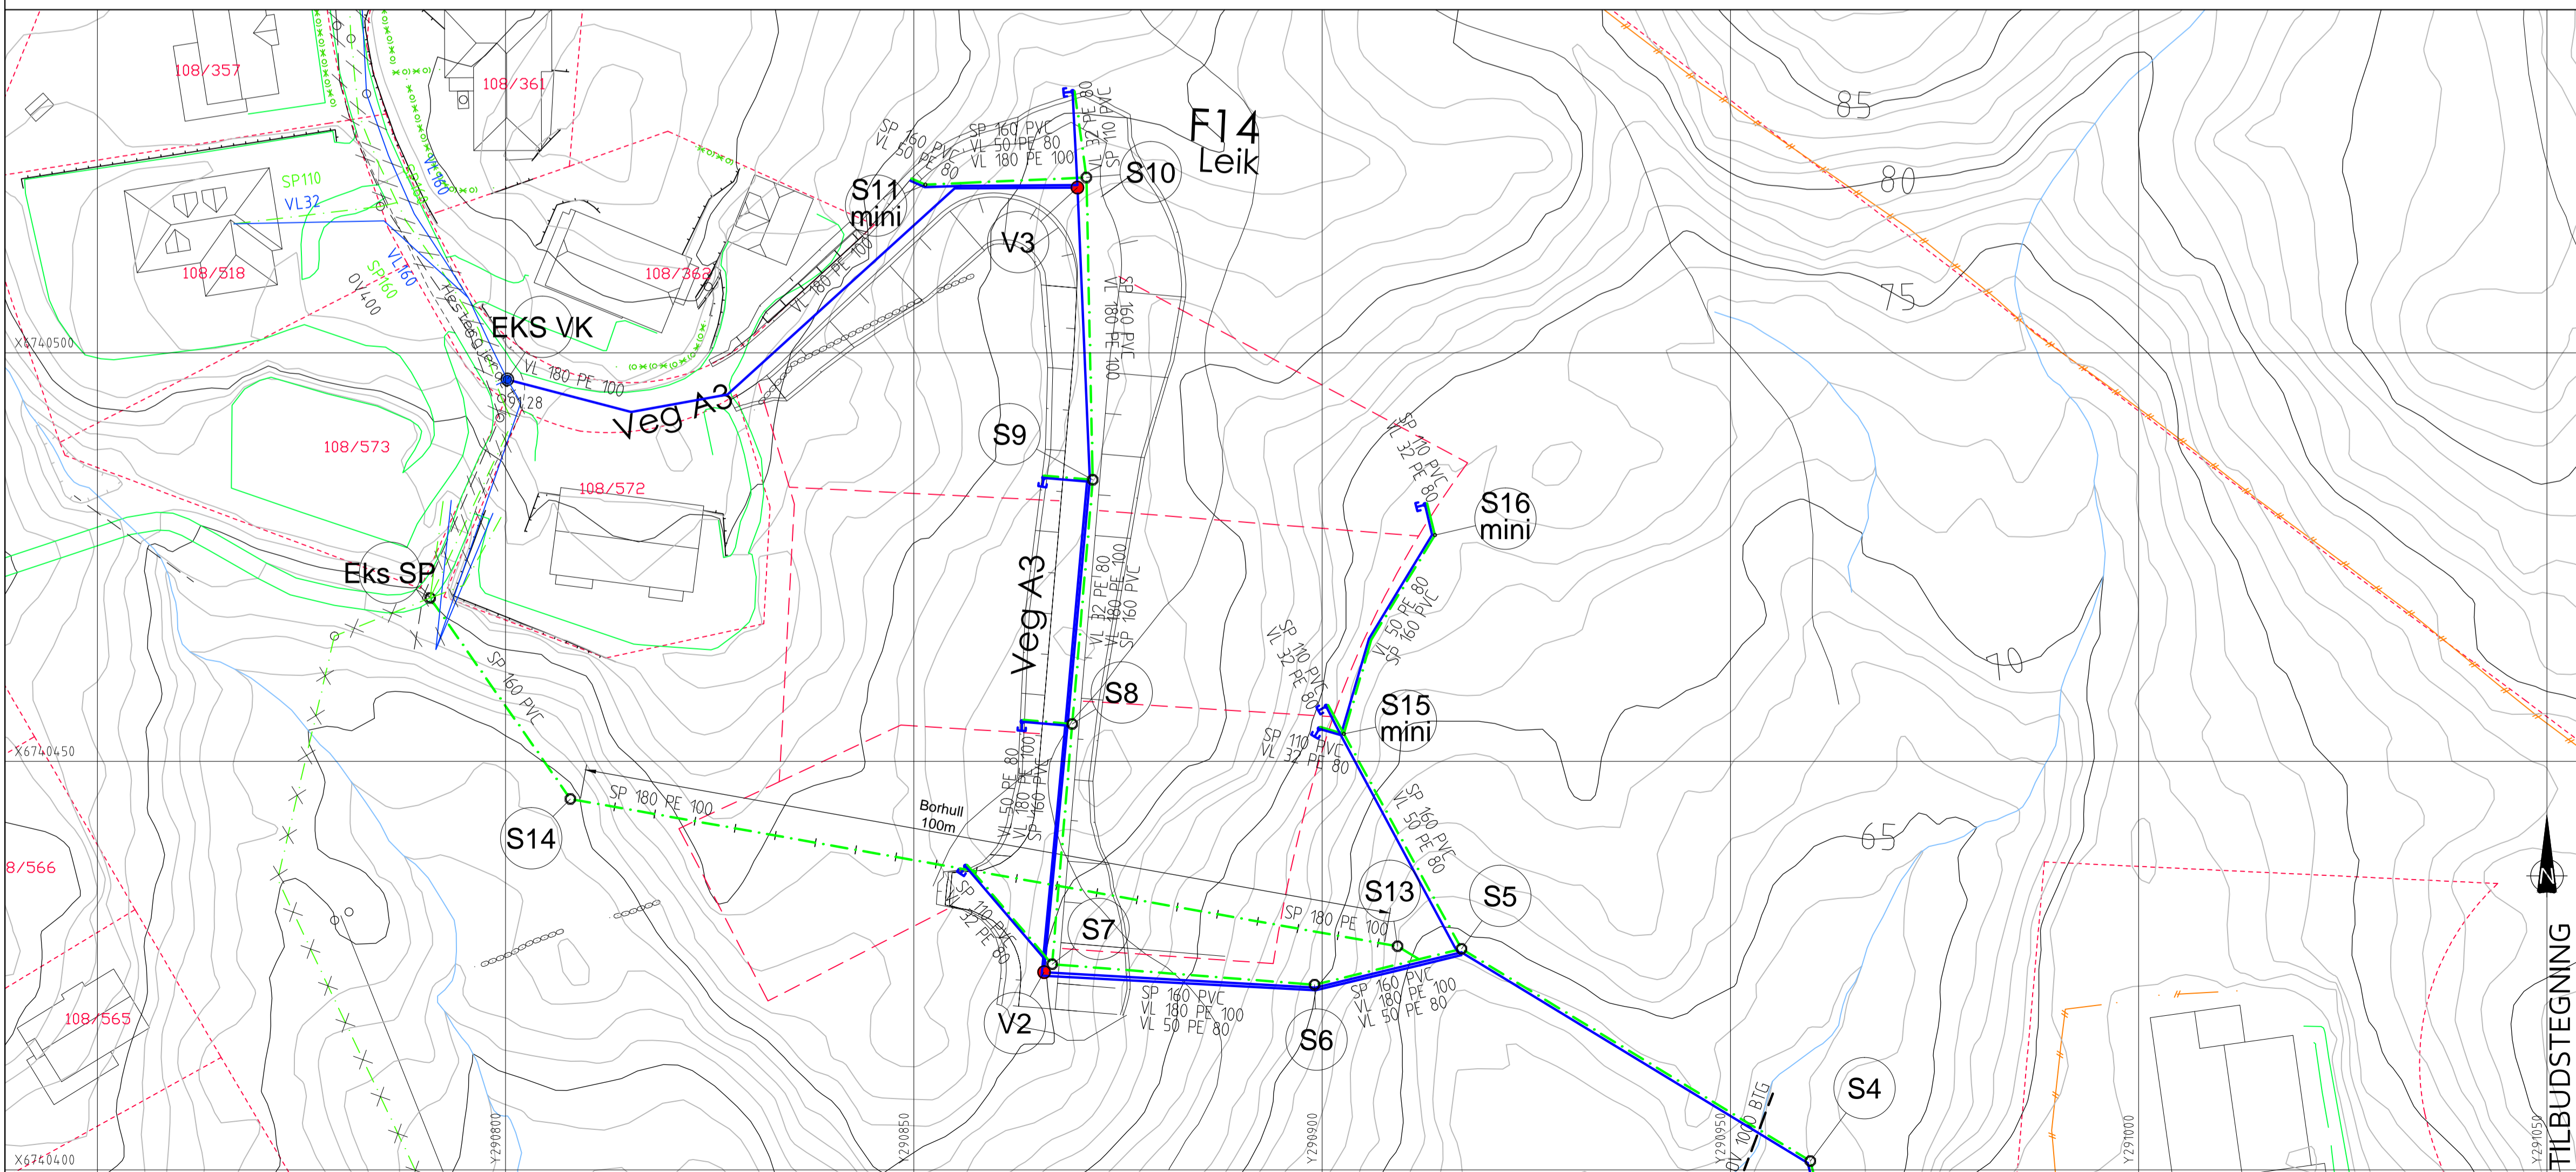 108/357
108/361
85
F14
Leik
SP 160 PVC
VL 50 PE 80
SP 160 PVC
VL 50 PE 80
VL 180 PE 100
VL 32 PE 80
SP 110 PVC
S10
S11
mini
SP110
VL32
VL160
80
108/518
SP160
VL160
OV400
108/362
V3
VL 180 PE 100
75
SP 160 PVC
VL 180 PE 100
EKS VK
X6740500
VL 180 PE 100
91128
Veg A3
108/573
108/572
S9
SP 110 PVC
VL 32 PE 80
S16
mini
Eks SP
Veg A3
VL 32 PE 80
VL 180 PE 100
SP 160 PVC
VL 50 PE 80
SP 160 PVC
SP 110 PVC
VL 32 PE 80
70
SP 160 PVC
S8
S15
mini
X6740450
SP 110 PVC
VL 32 PE 80
VL 50 PE 80
VL 180 PE 100
SP 160 PVC
SP 180 PE 100
Borhull
100m
SP 160 PVC
VL 50 PE 80
S14
65
8/566
S13
S5
SP 110 PVC
VL 32 PE 80
SP 180 PE 100
S7
N
108/565
V2
SP 160 PVC
VL 180 PE 100
VL 50 PE 80
S6
SP 160 PVC
VL 180 PE 100
VL 50 PE 80
S4
OV 1000 BTG
X6740400
Y290800
Y290850
Y290900
Y290950
Y291000
Y291050
TILBUDSTEGNING